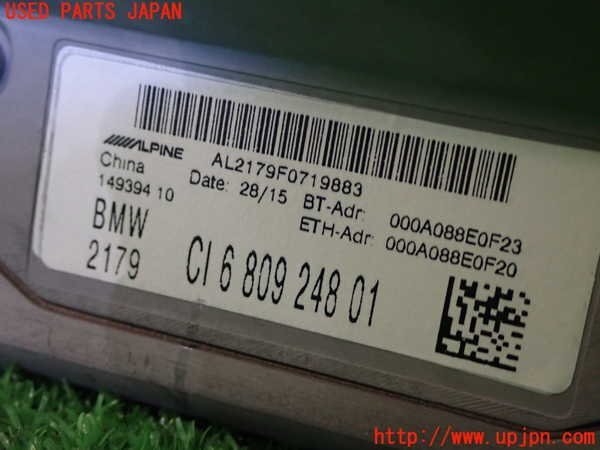 USED PARTS JAPAN
ALPINE
China
149394 10
BMW
2179
AL2179F0719883
Date: 28/15
BT-Adr: 000A088E0F23
ETH-Adr: 000A088E0F20
CI 6 809 248 01
http://www.upjpn.com/